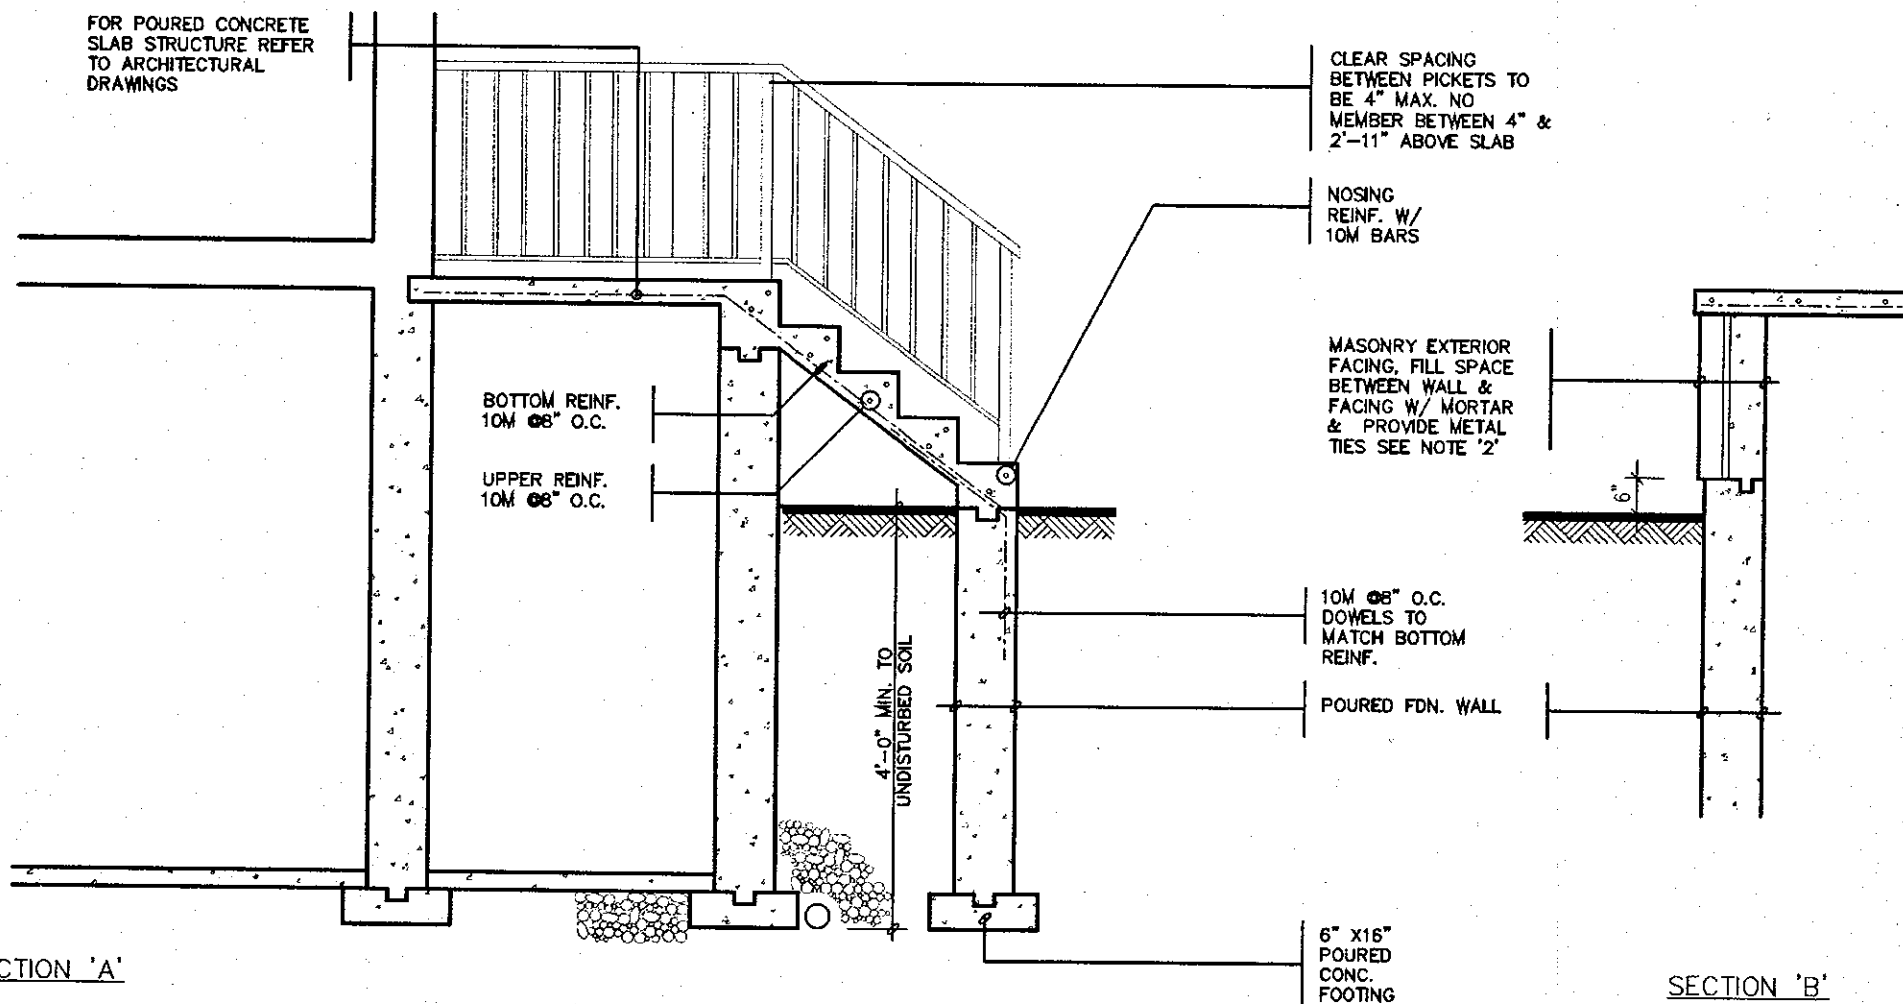 FOR POURED CONCRETE
SLAB STRUCTURE REFER
TO ARCHITECTURAL
DRAWINGS
CLEAR SPACING
BETWEEN PICKETS TO
BE 4" MAX. NO
MEMBER BETWEEN 4" &
2'-11" ABOVE SLAB
NOSING
REINF. W/
10M BARS
MASONRY EXTERIOR
FACING, FILL SPACE
BETWEEN WALL &
FACING W/ MORTAR
& PROVIDE METAL
TIES SEE NOTE '2'
BOTTOM REINF.
10M @8" O.C.
UPPER REINF.
10M @8" O.C.
6"
4'-0" MIN. TO
UNDISTURBED SOIL
10M @8" O.C.
DOWELS TO
MATCH BOTTOM
REINF.
POURED FDN. WALL
6" X16"
POURED
CONC.
FOOTING
CTION 'A'
SECTION 'B'